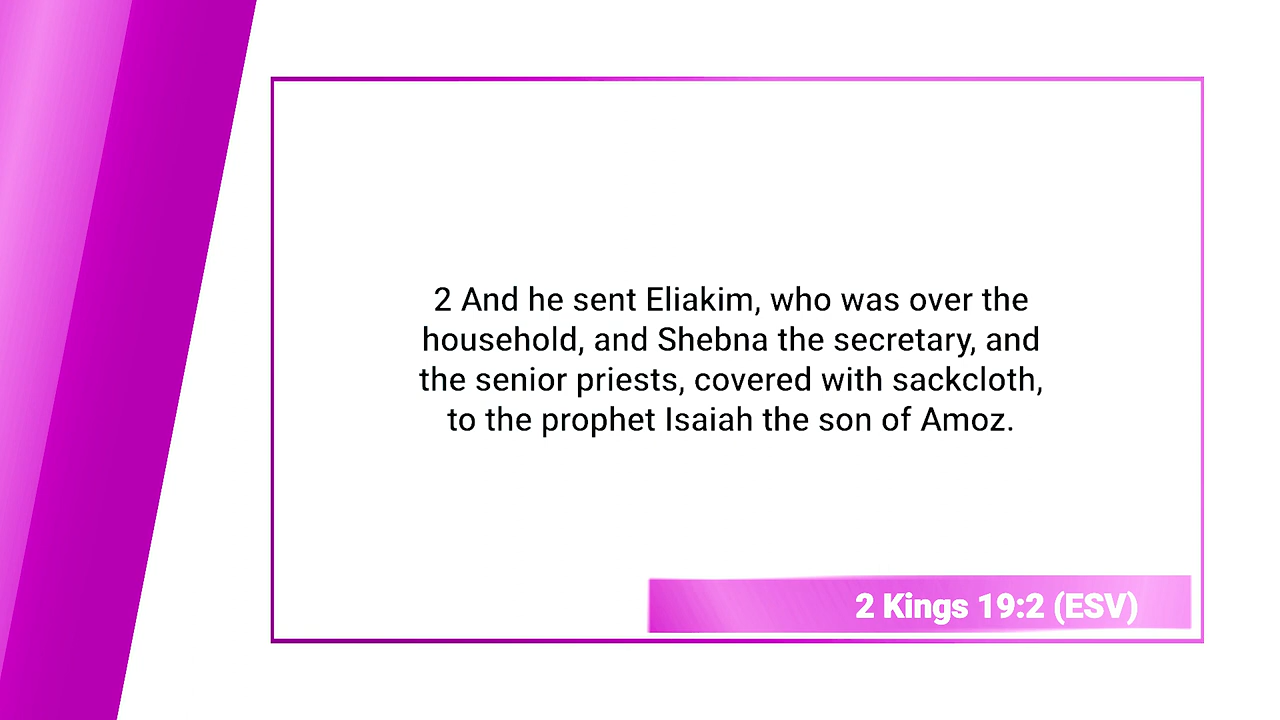 2 And he sent Eliakim, who was over the
household, and Shebna the secretary, and
the senior priests, covered with sackcloth,
to the prophet Isaiah the son of Amoz.
2 Kings 19:2 (ESV)